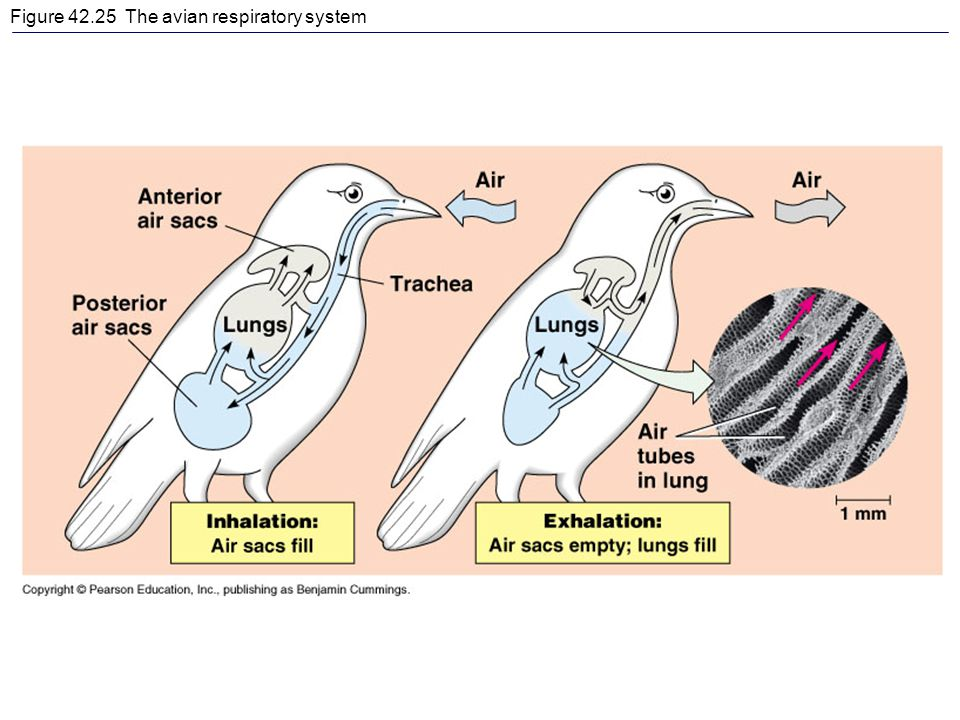 Figure 42.25 The avian respiratory system
Anterior
air sacs
Air
Trachea
Posterior
air sacs
Lungs
Inhalation:
Air sacs fill
Air
Lungs
Air
tubes
in lung
1 mm
Exhalation:
Air sacs empty; lungs fill
Copyright © Pearson Education, Inc., publishing as Benjamin Cummings.